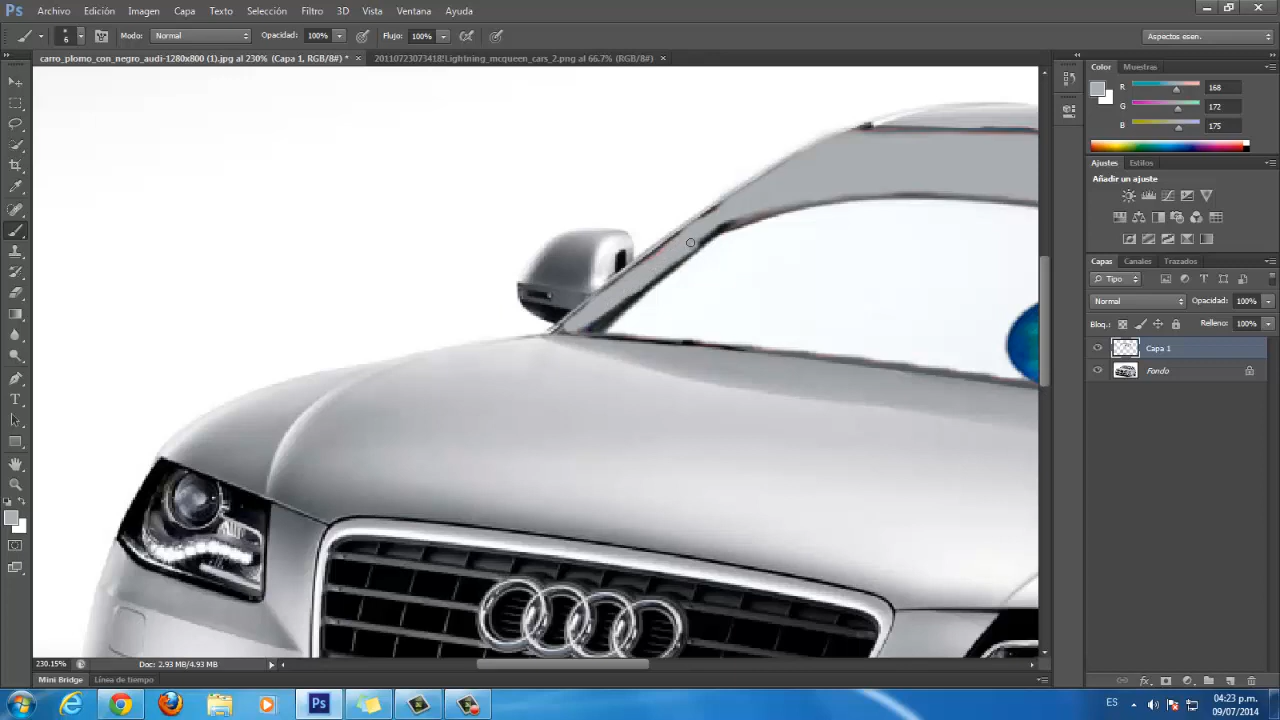 Ps Archivo Edición Imagen Capa Texto Selección Filtro 3D Vista Ventana Ayuda
6 Modo: Normal Opacidad: 100% Flujo: 100% Aspectos esen.
carro_plomo_con_negro_audi-1280x800 (1).jpg al 230% (Capa 1, RGB/8#) * × 20110723073418!Lightning_mcqueen_cars_2.png al 66.7% (RGB/8) ×
Color Muestras
R 168
G 172
B 175
Ajustes Estilos
Añadir un ajuste
Capas Canales Trazados
Tipo
Normal Opacidad: 100%
Bloq.: Relleno: 100%
Capa 1
Fondo
T
230.15% Doc: 2.93 MB/4.93 MB
Mini Bridge Línea de tiempo
Ps ES 04:23 p.m.
09/07/2014